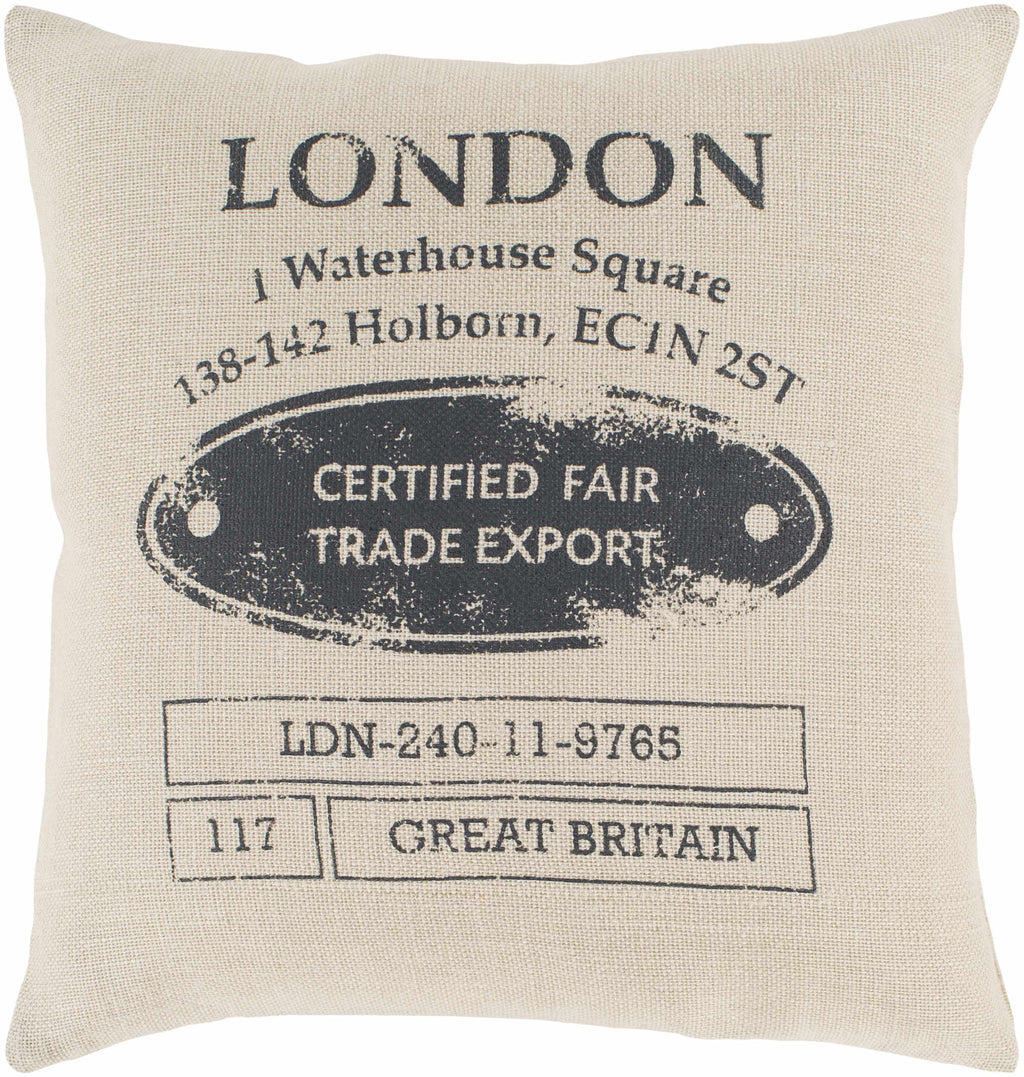 LONDON
1 Waterhouse Square
138-142 Holborn, EC1N 2ST
CERTIFIED FAIR
TRADE EXPORT
LDN-240-11-9765
117 GREAT BRITAIN